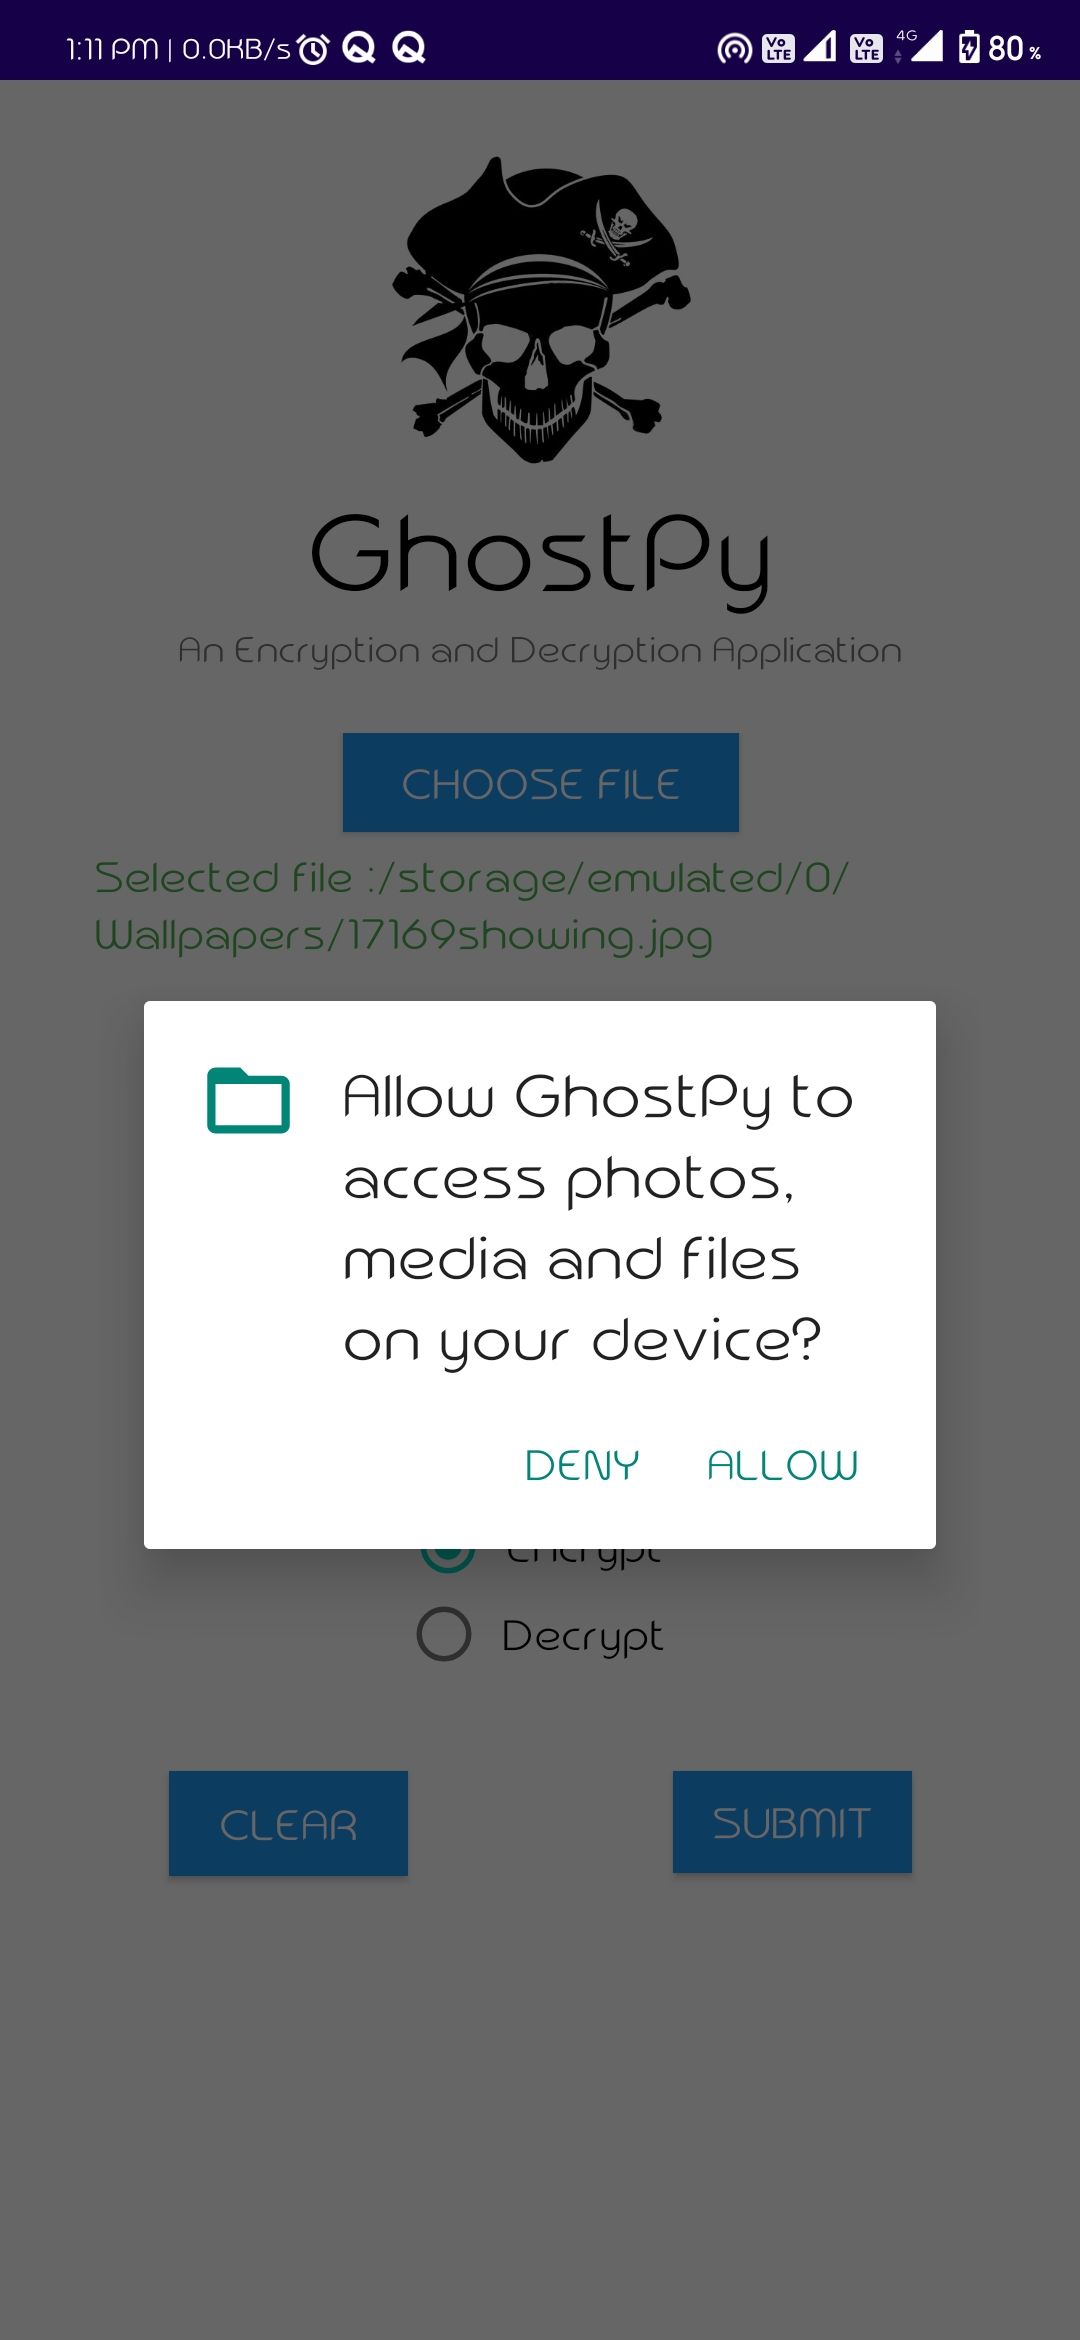 1:11 PM | 0.0KB/s
Vo LTE Vo LTE 4G 80 %
GhostPy
An Encryption and Decryption Application
CHOOSE FILE
Selected file :/storage/emulated/0/
Wallpapers/17169showing.jpg
Allow GhostPy to
access photos,
media and files
on your device?
DENY ALLOW
Encrypt
Decrypt
CLEAR SUBMIT